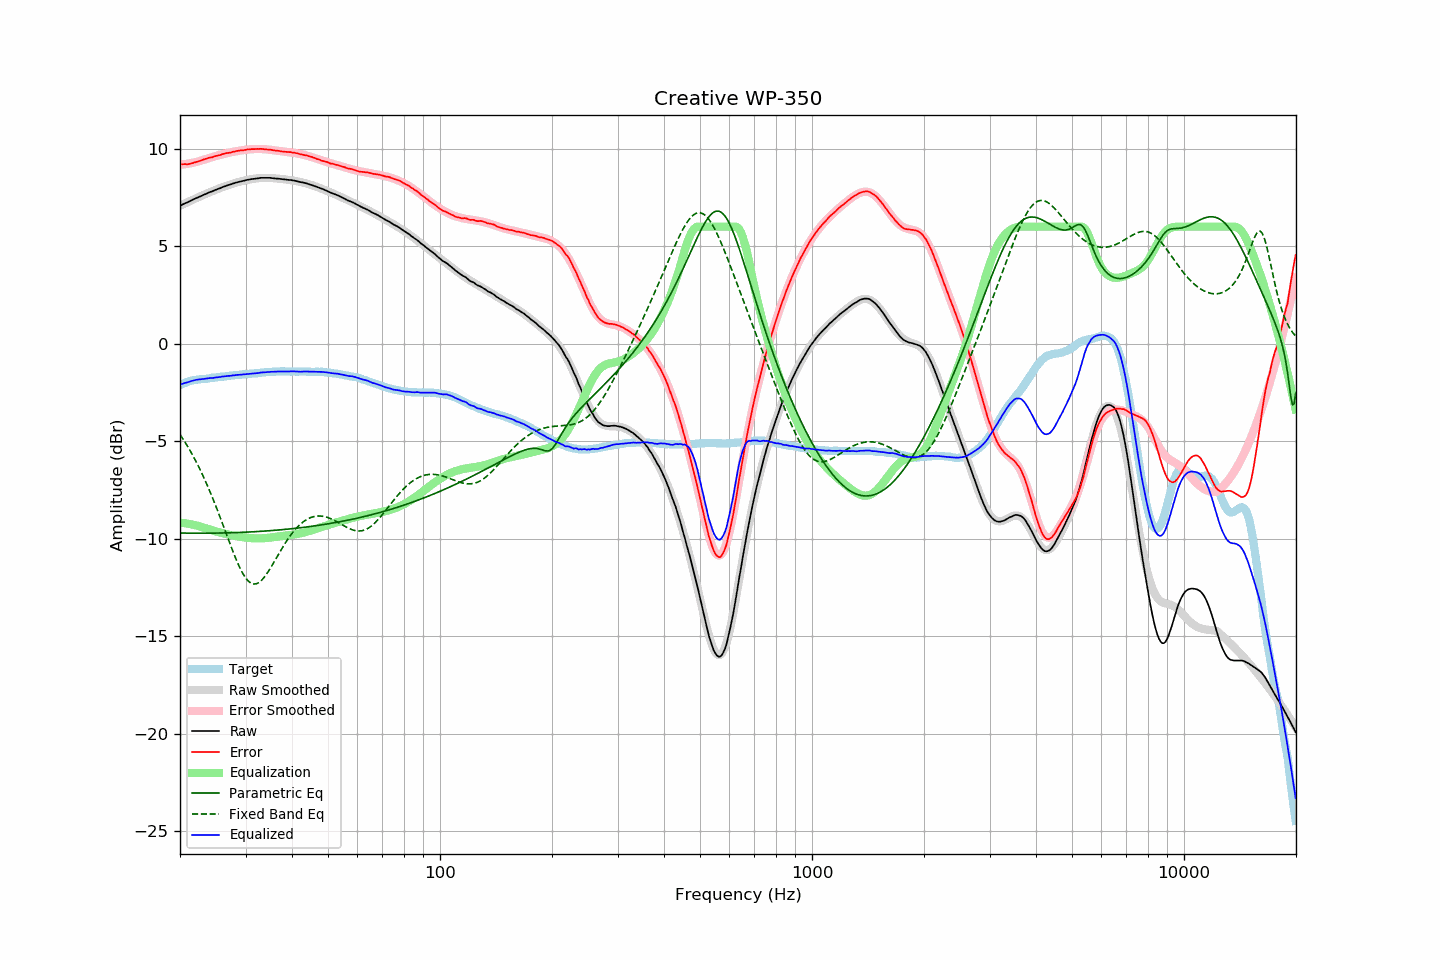 Creative WP-350
Amplitude (dBr)
10
5
0
−5
−10
−15
−20
−25
Target
Raw Smoothed
Error Smoothed
Raw
Error
Equalization
Parametric Eq
Fixed Band Eq
Equalized
100
1000
10000
Frequency (Hz)